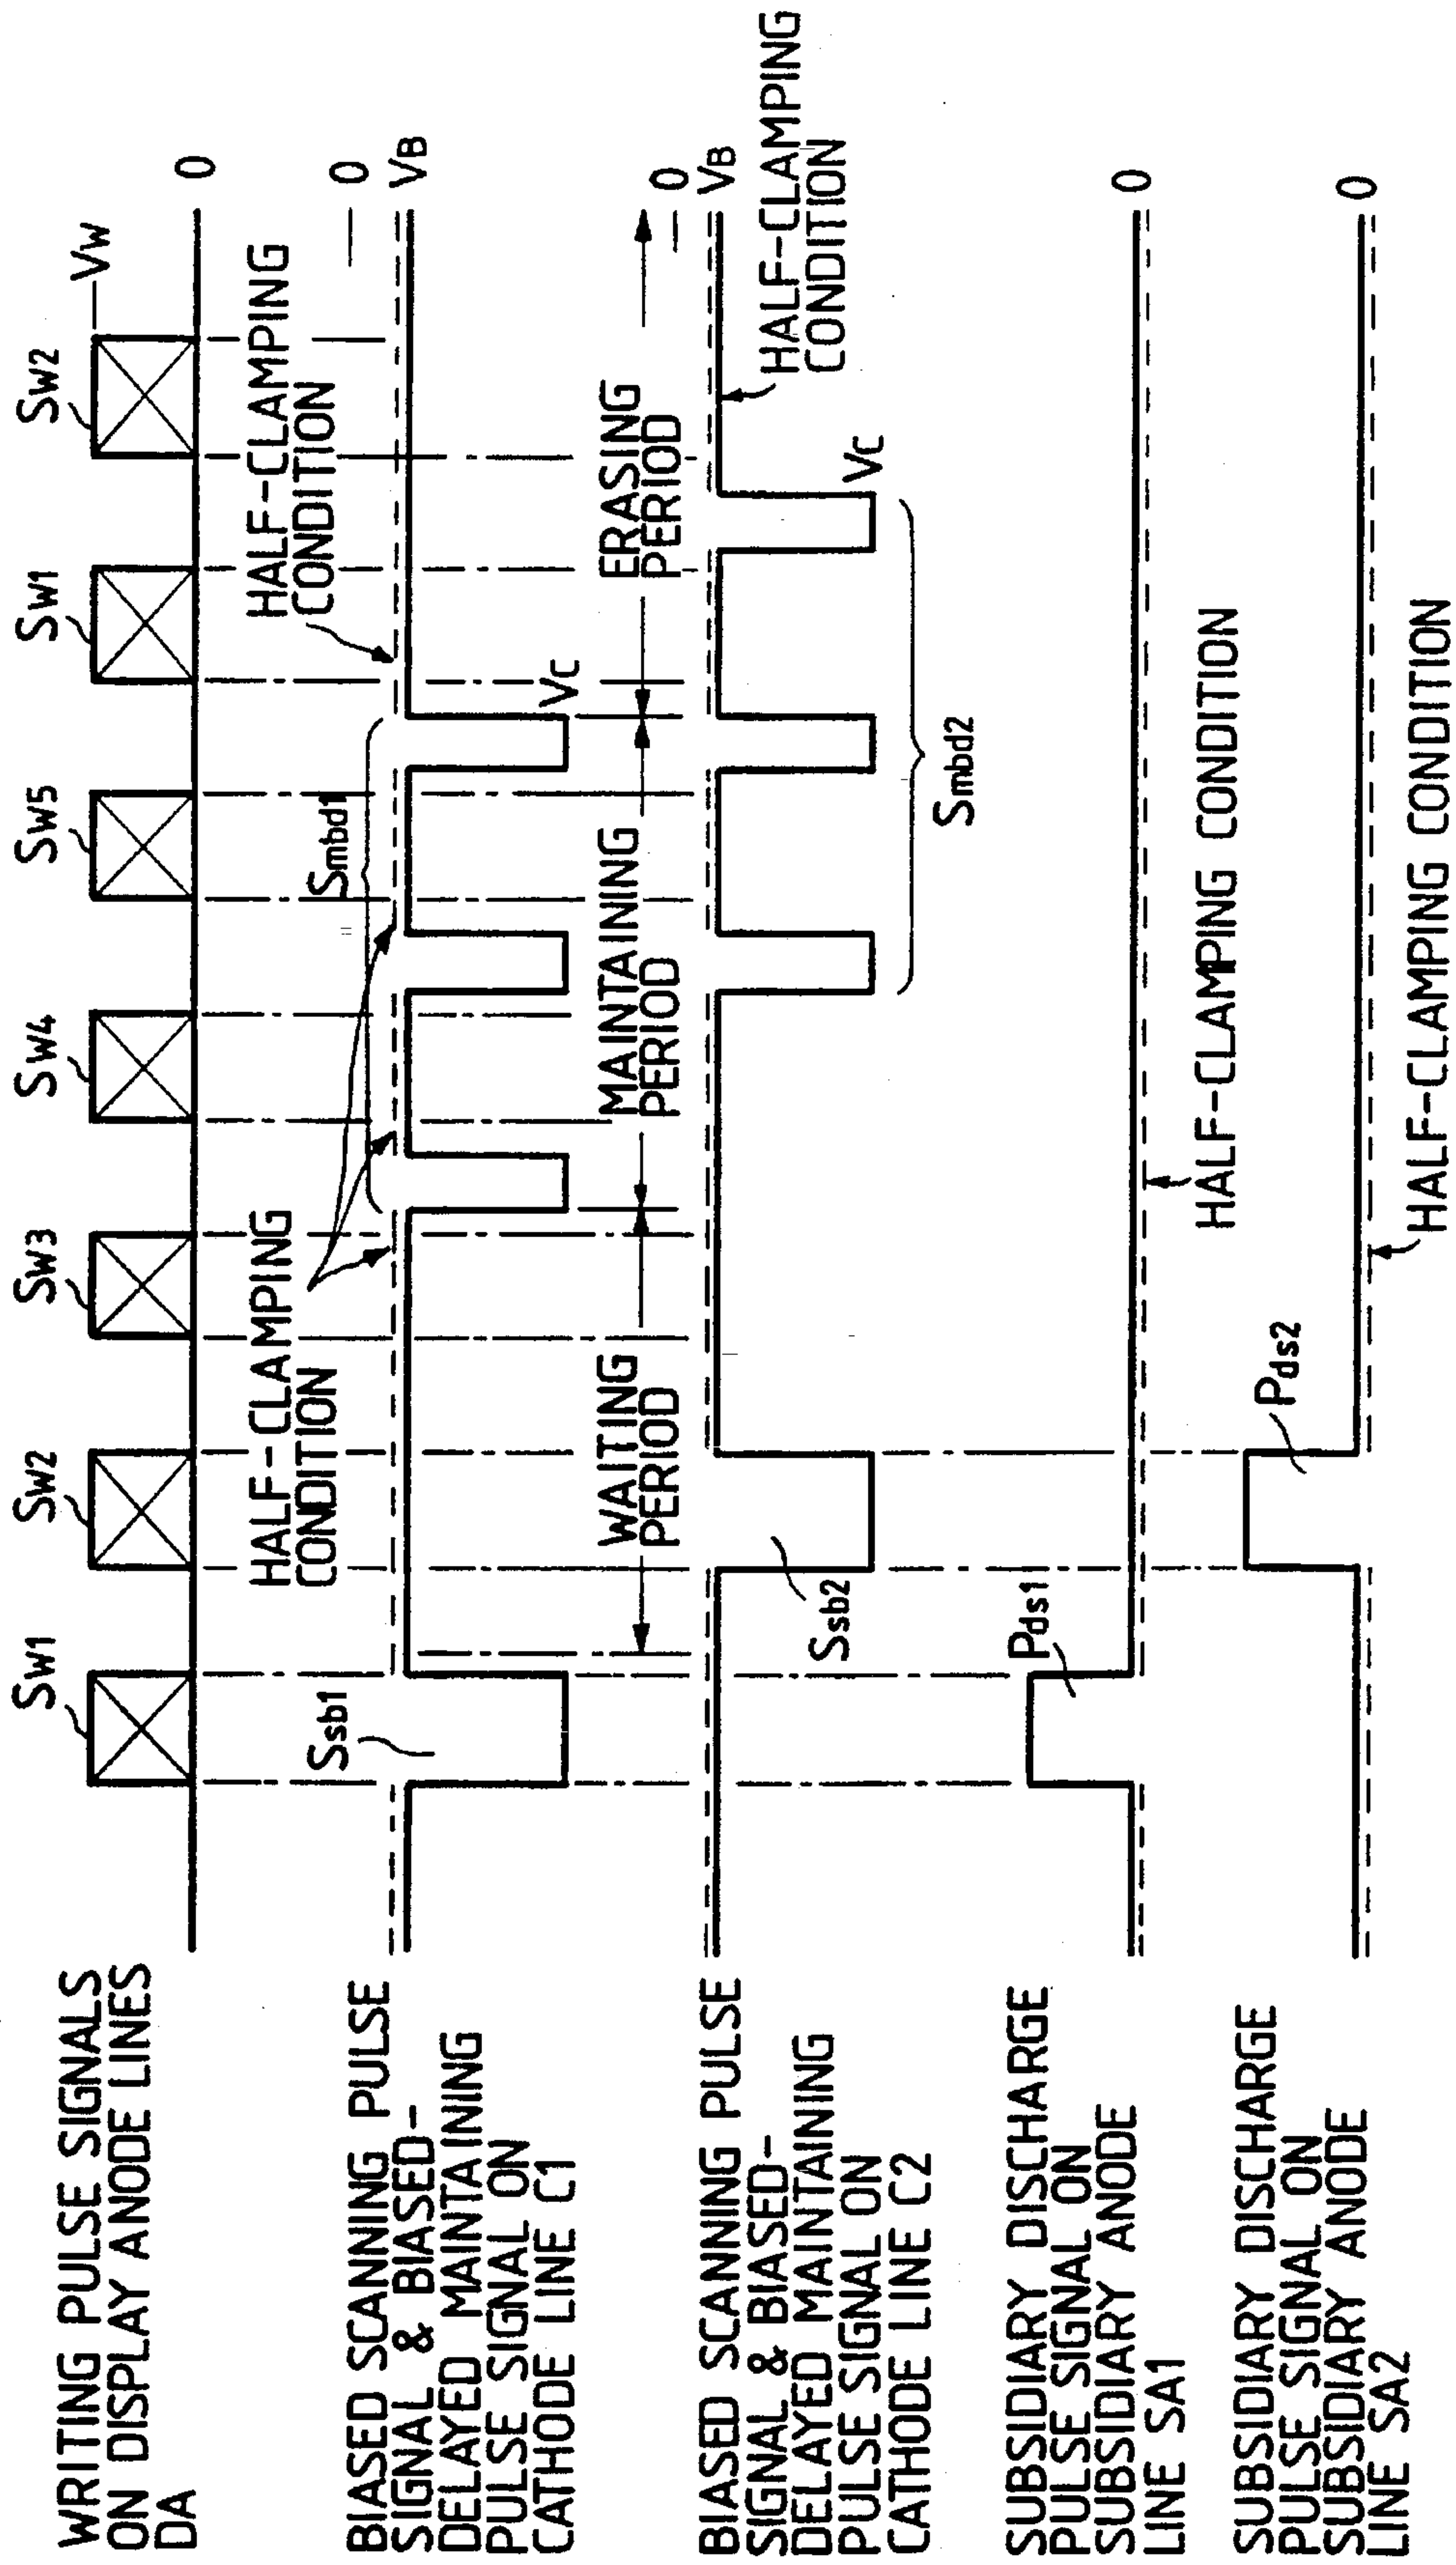 WRITING PULSE SIGNALS
ON DISPLAY ANODE LINES
DA
SW1
SW2
SW3
SW4
SW5
SW1
SW2
VW
0
BIASED SCANNING PULSE
SIGNAL & BIASED-
DELAYED MAINTAINING
PULSE SIGNAL ON
CATHODE LINE C1
Ssb1
HALF-CLAMPING
CONDITION
Smbd1
HALF-CLAMPING
CONDITION
VC
0
VB
WAITING
PERIOD
MAINTAINING
PERIOD
ERASING
PERIOD
BIASED SCANNING PULSE
SIGNAL & BIASED-
DELAYED MAINTAINING
PULSE SIGNAL ON
CATHODE LINE C2
Ssb2
Smbd2
VC
0
VB
HALF-CLAMPING
CONDITION
SUBSIDIARY DISCHARGE
PULSE SIGNAL ON
SUBSIDIARY ANODE
LINE SA1
Pds1
HALF-CLAMPING CONDITION
0
SUBSIDIARY DISCHARGE
PULSE SIGNAL ON
SUBSIDIARY ANODE
LINE SA2
Pds2
HALF-CLAMPING CONDITION
0